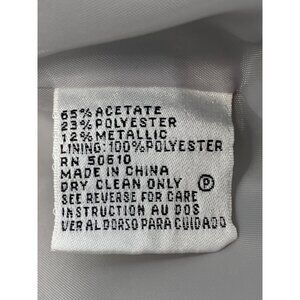 65% ACETATE
23% POLYESTER
12% METALLIC
LINING: 100% POLYESTER
RN 50610
MADE IN CHINA
DRY CLEAN ONLY Ⓟ
SEE REVERSE FOR CARE
INSTRUCTION AU DOS
VER AL DORSO PARA CUIDADO